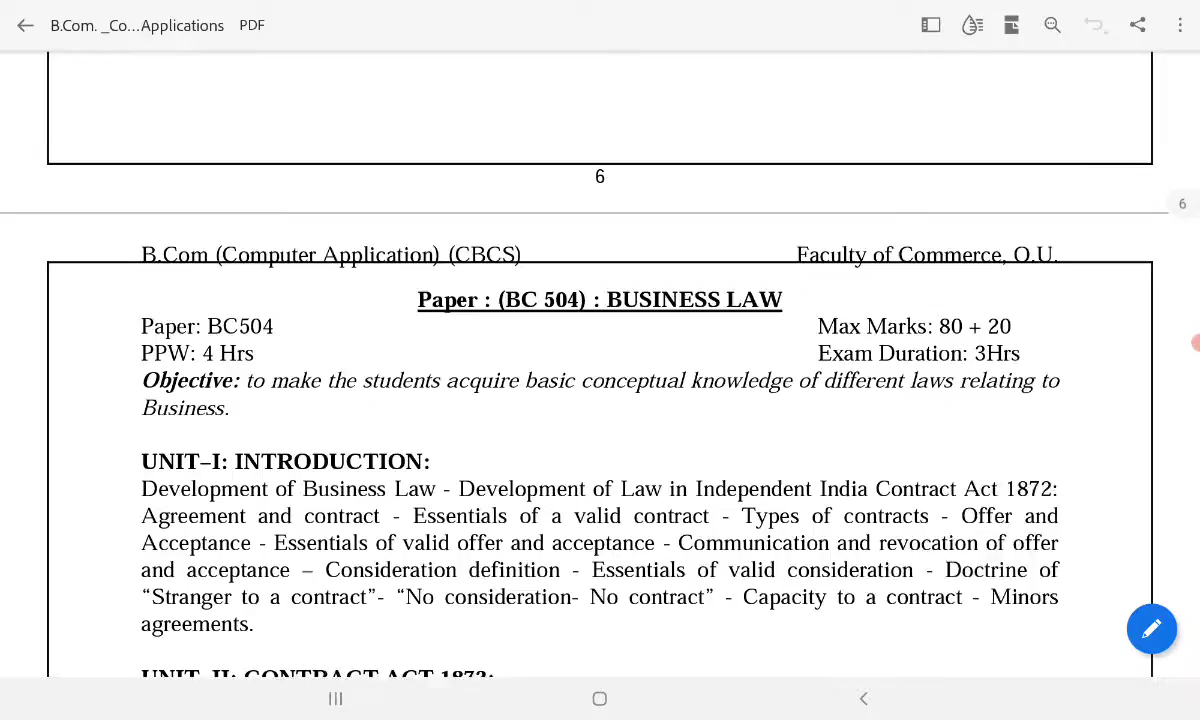 B.Com. _Co...Applications PDF
6
6
B.Com (Computer Application) (CBCS) Faculty of Commerce, O.U.
Paper : (BC 504) : BUSINESS LAW
Paper: BC504 Max Marks: 80 + 20
PPW: 4 Hrs Exam Duration: 3Hrs
Objective: to make the students acquire basic conceptual knowledge of different laws relating to
Business.
UNIT–I: INTRODUCTION:
Development of Business Law - Development of Law in Independent India Contract Act 1872:
Agreement and contract - Essentials of a valid contract - Types of contracts - Offer and
Acceptance - Essentials of valid offer and acceptance - Communication and revocation of offer
and acceptance – Consideration definition - Essentials of valid consideration - Doctrine of
“Stranger to a contract”- “No consideration- No contract” - Capacity to a contract - Minors
agreements.
UNIT–II: CONTRACT ACT 1872: